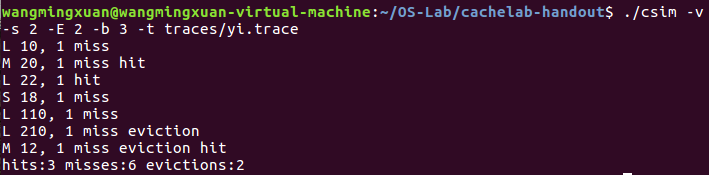 wangmingxuan@wangmingxuan-virtual-machine:~/OS-Lab/cachelab-handout$ ./csim -v
-s 2 -E 2 -b 3 -t traces/yi.trace
L 10, 1 miss
M 20, 1 miss hit
L 22, 1 hit
S 18, 1 miss
L 110, 1 miss
L 210, 1 miss eviction
M 12, 1 miss eviction hit
hits:3 misses:6 evictions:2